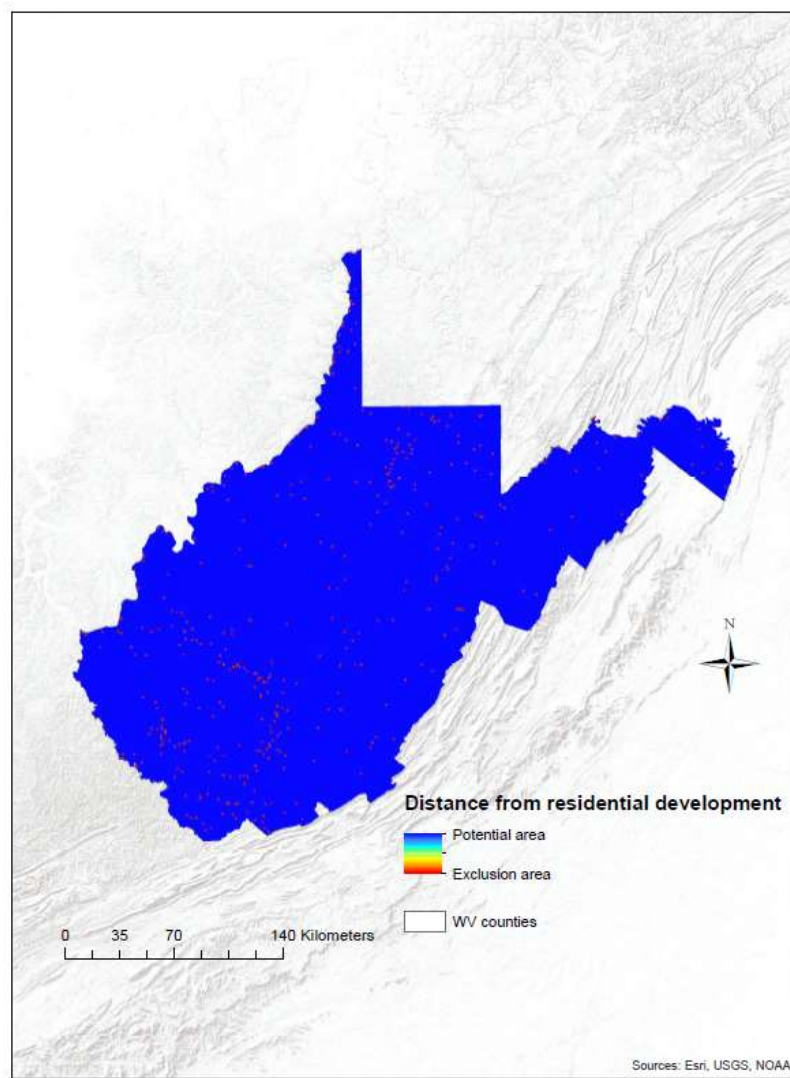 N
Distance from residential development
Potential area
Exclusion area
WV counties
0 35 70 140 Kilometers
Sources: Esri, USGS, NOAA